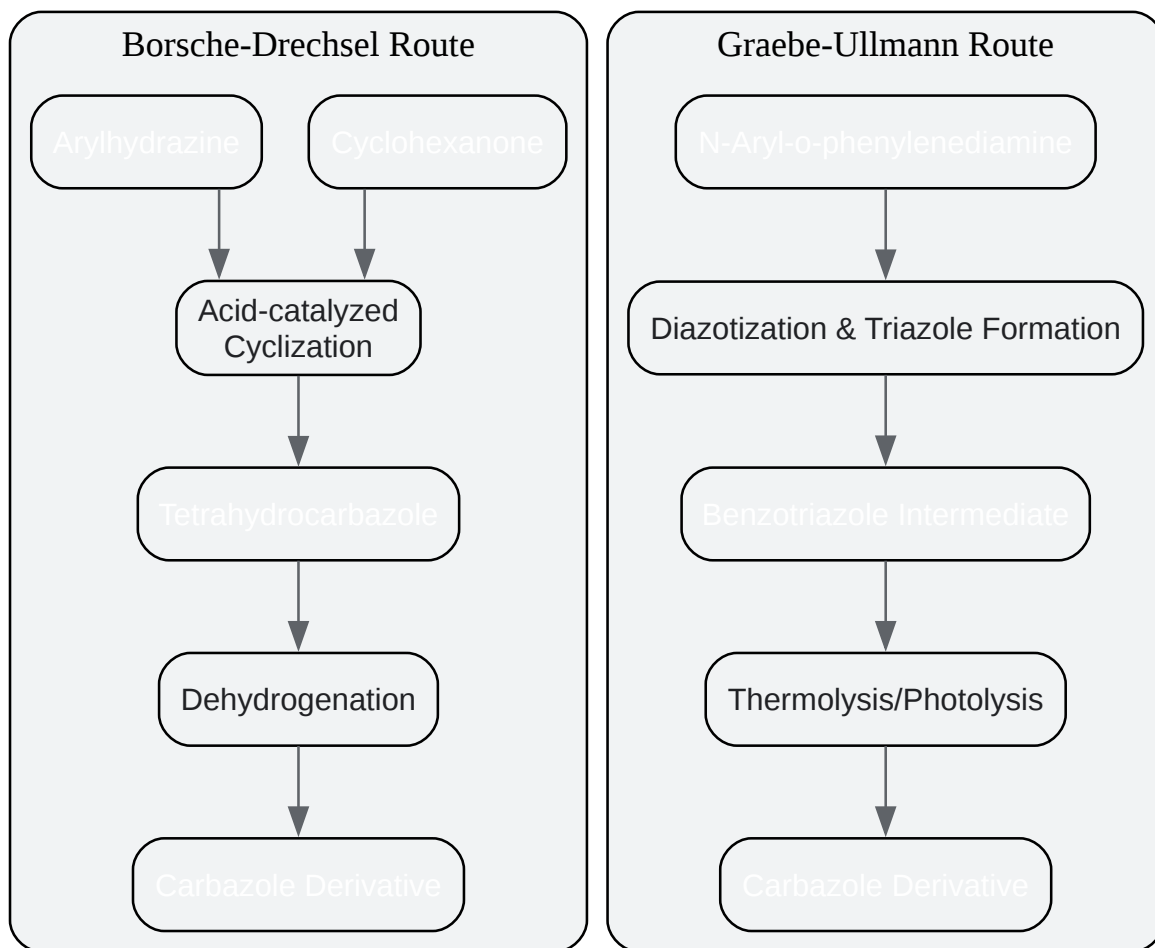 Borsche-Drechsel Route
Arylhydrazine
Cyclohexanone
Acid-catalyzed
Cyclization
Tetrahydrocarbazole
Dehydrogenation
Carbazole Derivative
Graebe-Ullmann Route
N-Aryl-o-phenylenediamine
Diazotization & Triazole Formation
Benzotriazole Intermediate
Thermolysis/Photolysis
Carbazole Derivative